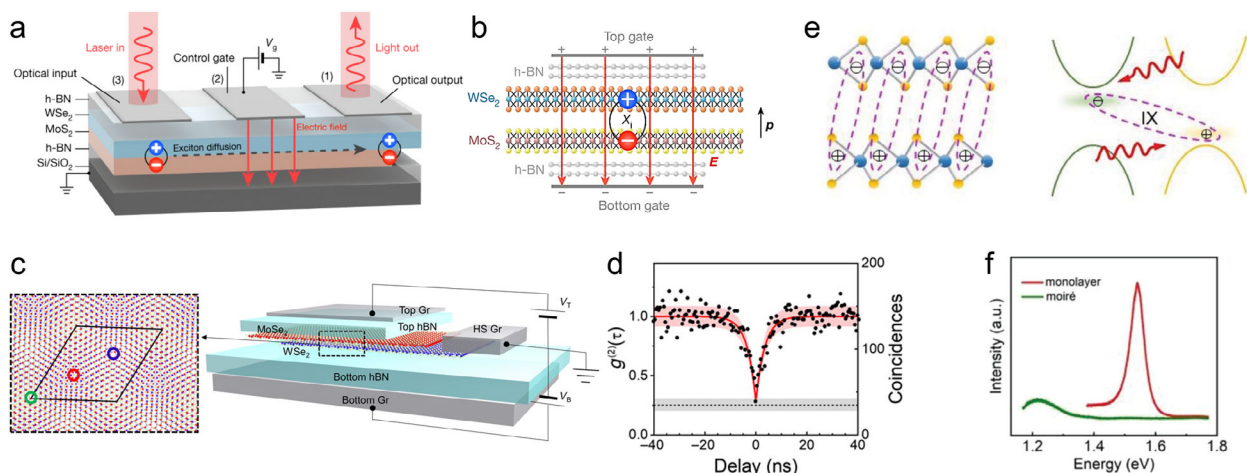 a
Laser in
Light out
Control gate
Vg
Optical input
(3)
(2)
(1)
Optical output
h-BN
WSe2
MoS2
h-BN
Si/SiO2
Electric field
Exciton diffusion
+
−
+
−
b
Top gate
+ + + +
h-BN
WSe2
+
Xi
−
MoS2
p
h-BN
E
− − − −
Bottom gate
c
VT
Top Gr
MoSe2
Top hBN
HS Gr
WSe2
Bottom hBN
VB
Bottom Gr
d
g(2)(τ)
1.0
0.5
0.0
-40 -20 0 20 40
Delay (ns)
200
100
0
Coincidences
e
− − − −
+ + + +
−
IX
+
f
Intensity (a.u.)
monolayer
moiré
1.2 1.4 1.6 1.8
Energy (eV)